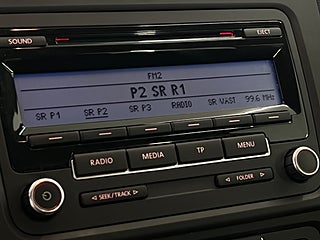 SOUND EJECT
FM2
P2 SR R1
SR P1 SR P2 SR P3 RADIO SR VAST 99.6 MHz
RADIO MEDIA TP MENU
◁ SEEK / TRACK ▷ ◁ FOLDER ▷